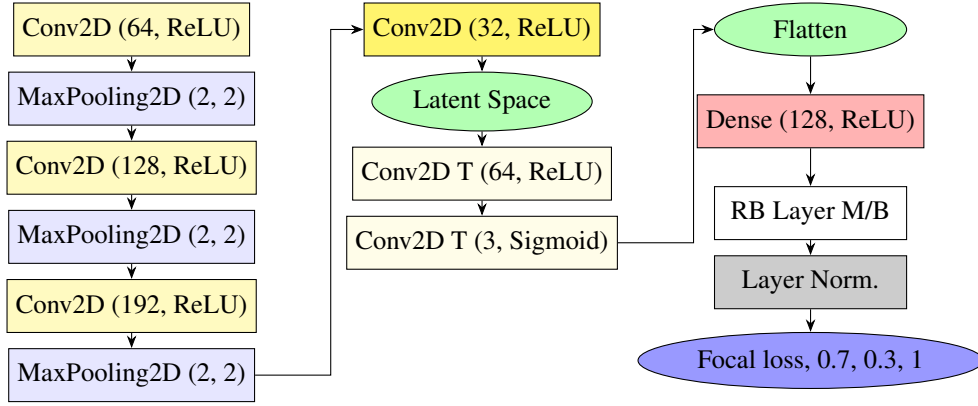 Conv2D (64, ReLU)
MaxPooling2D (2, 2)
Conv2D (128, ReLU)
MaxPooling2D (2, 2)
Conv2D (192, ReLU)
MaxPooling2D (2, 2)
Conv2D (32, ReLU)
Latent Space
Conv2D T (64, ReLU)
Conv2D T (3, Sigmoid)
Flatten
Dense (128, ReLU)
RB Layer M/B
Layer Norm.
Focal loss, 0.7, 0.3, 1